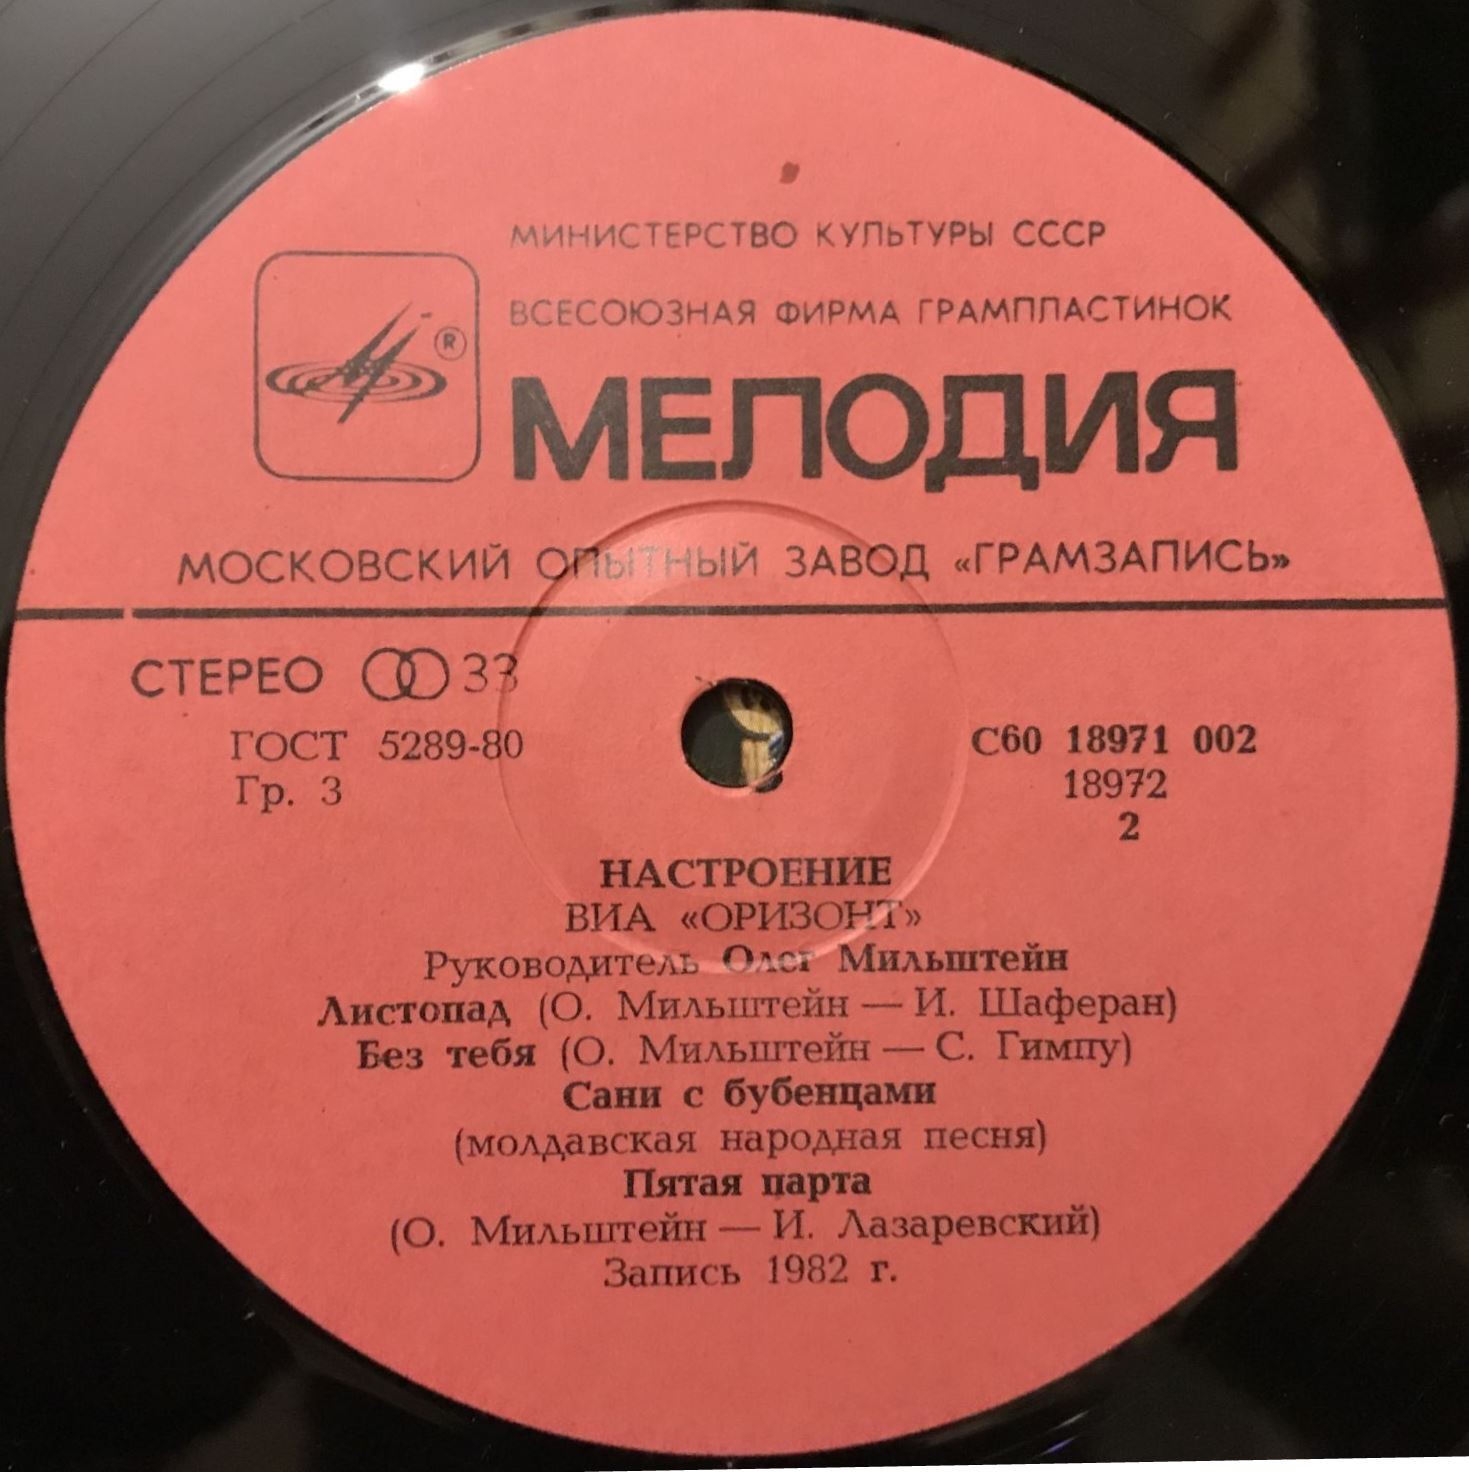 МИНИСТЕРСТВО КУЛЬТУРЫ СССР
ВСЕСОЮЗНАЯ ФИРМА ГРАМПЛАСТИНОК
®
МЕЛОДИЯ
МОСКОВСКИЙ ОПЫТНЫЙ ЗАВОД «ГРАМЗАПИСЬ»
СТЕРЕО 33
ГОСТ 5289-80
Гр. 3
С60 18971 002
18972
2
НАСТРОЕНИЕ
ВИА «ОРИЗОНТ»
Руководитель Олег Мильштейн
Листопад (О. Мильштейн — И. Шаферан)
Без тебя (О. Мильштейн — С. Гимпу)
Сани с бубенцами
(молдавская народная песня)
Пятая парта
(О. Мильштейн — И. Лазаревский)
Запись 1982 г.